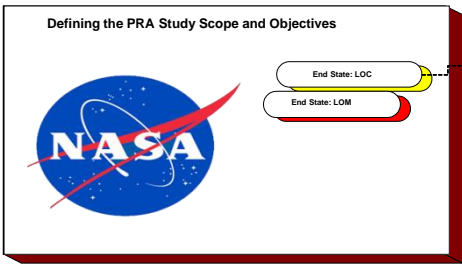 Defining the PRA Study Scope and Objectives
End State: LOC
End State: LOM
NASA